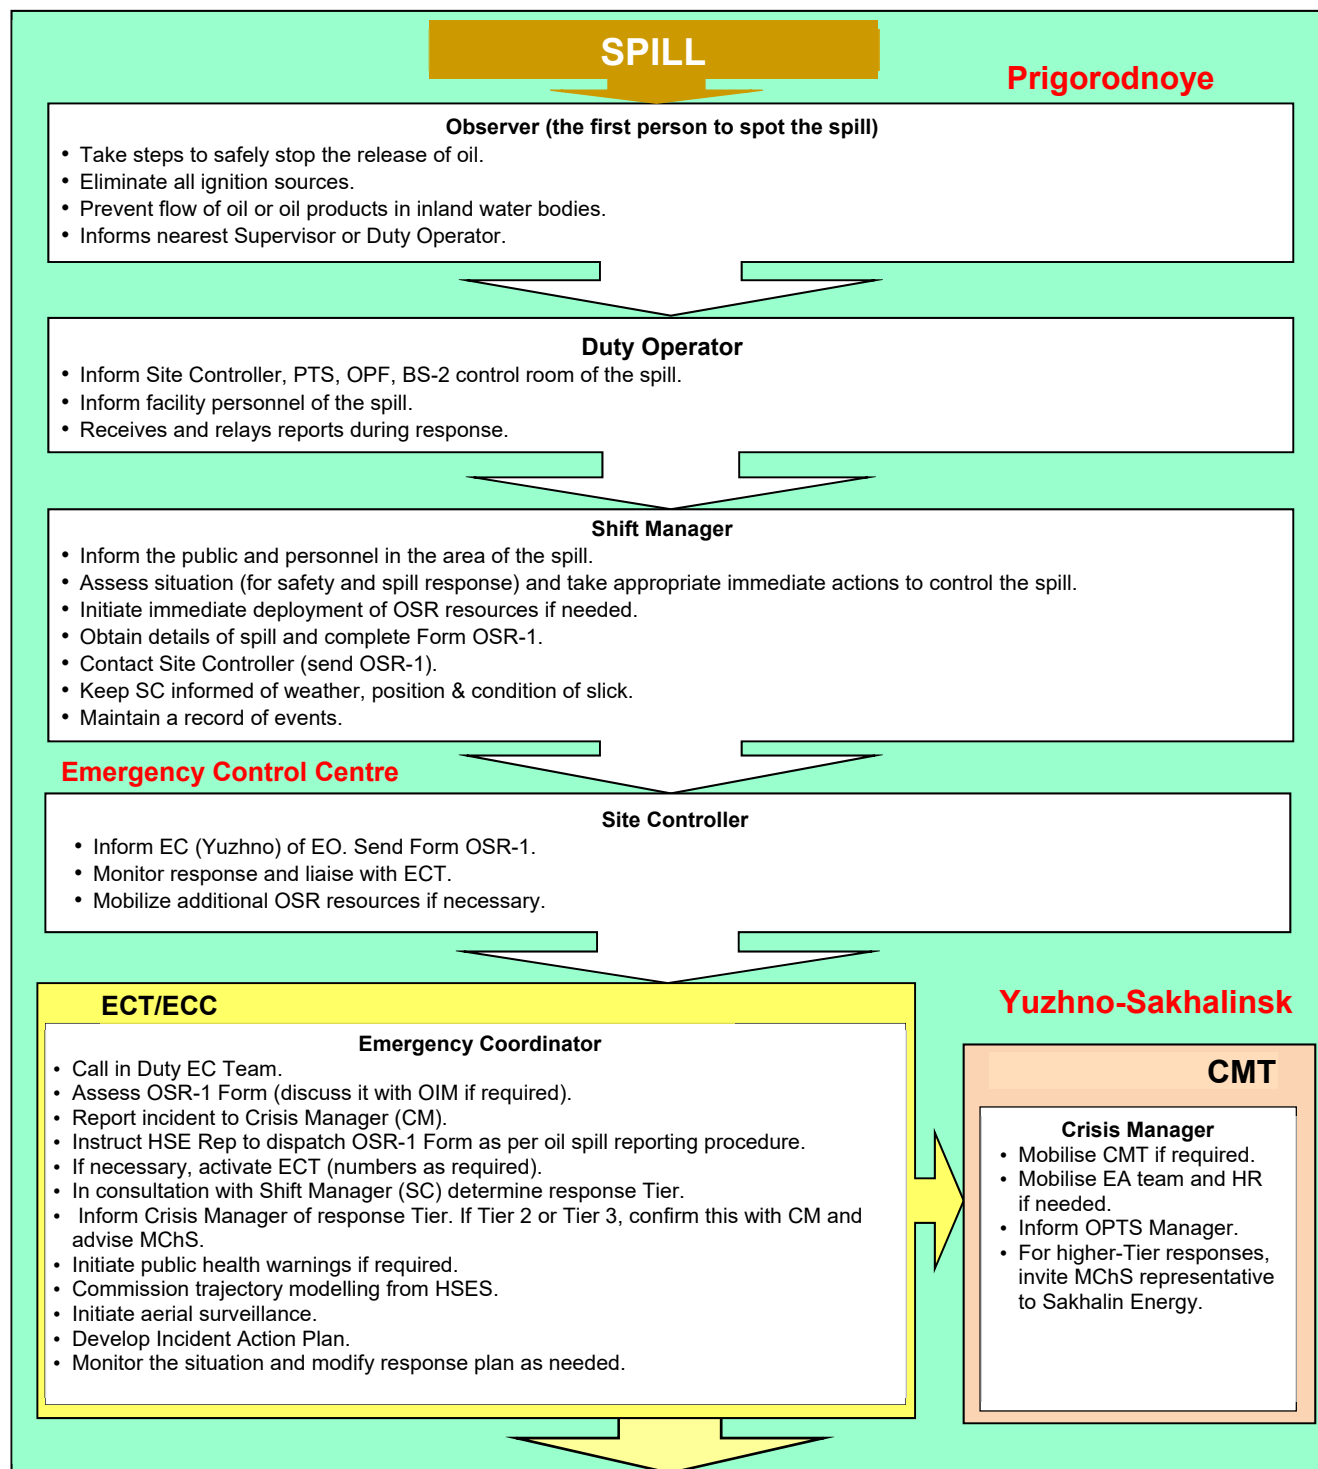 SPILL
Prigorodnoye
Observer (the first person to spot the spill)
• Take steps to safely stop the release of oil.
• Eliminate all ignition sources.
• Prevent flow of oil or oil products in inland water bodies.
• Informs nearest Supervisor or Duty Operator.
Duty Operator
• Inform Site Controller, PTS, OPF, BS-2 control room of the spill.
• Inform facility personnel of the spill.
• Receives and relays reports during response.
Shift Manager
• Inform the public and personnel in the area of the spill.
• Assess situation (for safety and spill response) and take appropriate immediate actions to control the spill.
• Initiate immediate deployment of OSR resources if needed.
• Obtain details of spill and complete Form OSR-1.
• Contact Site Controller (send OSR-1).
• Keep SC informed of weather, position & condition of slick.
• Maintain a record of events.
Emergency Control Centre
Site Controller
• Inform EC (Yuzhno) of EO. Send Form OSR-1.
• Monitor response and liaise with ECT.
• Mobilize additional OSR resources if necessary.
ECT/ECC
Emergency Coordinator
• Call in Duty EC Team.
• Assess OSR-1 Form (discuss it with OIM if required).
• Report incident to Crisis Manager (CM).
• Instruct HSE Rep to dispatch OSR-1 Form as per oil spill reporting procedure.
• If necessary, activate ECT (numbers as required).
• In consultation with Shift Manager (SC) determine response Tier.
• Inform Crisis Manager of response Tier. If Tier 2 or Tier 3, confirm this with CM and
advise MChS.
• Initiate public health warnings if required.
• Commission trajectory modelling from HSES.
• Initiate aerial surveillance.
• Develop Incident Action Plan.
• Monitor the situation and modify response plan as needed.
Yuzhno-Sakhalinsk
CMT
Crisis Manager
• Mobilise CMT if required.
• Mobilise EA team and HR
if needed.
• Inform OPTS Manager.
• For higher-Tier responses,
invite MChS representative
to Sakhalin Energy.